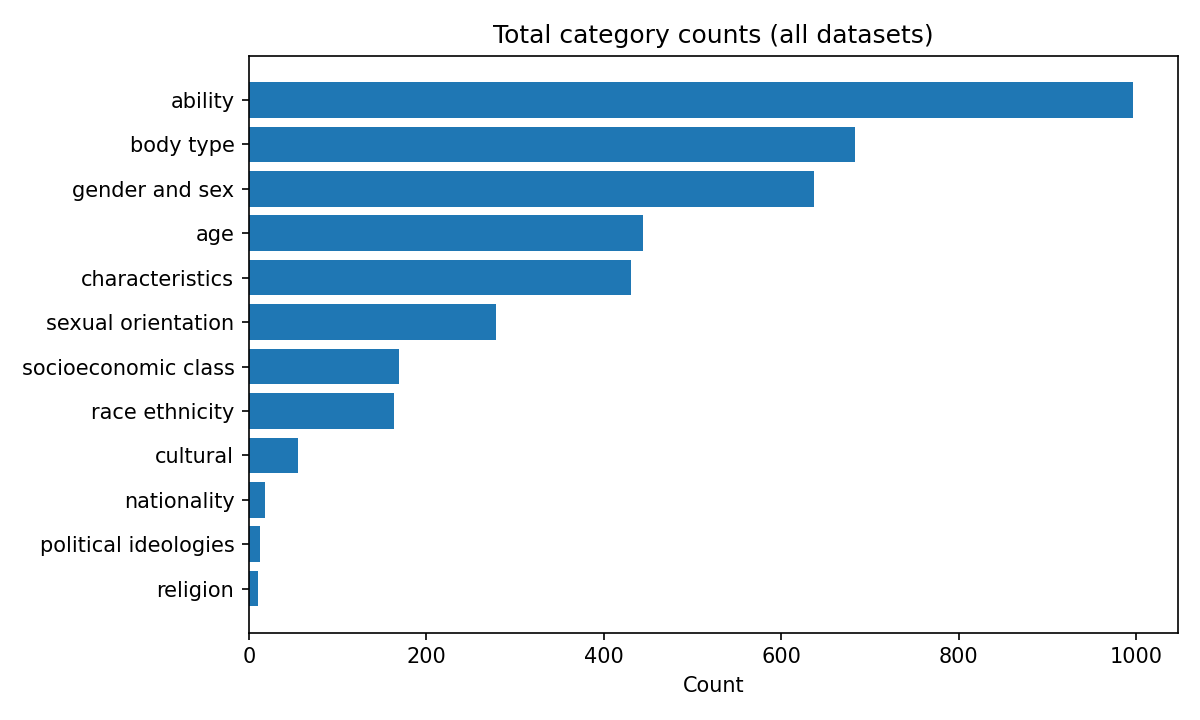 Total category counts (all datasets)
ability
body type
gender and sex
age
characteristics
sexual orientation
socioeconomic class
race ethnicity
cultural
nationality
political ideologies
religion
0 200 400 600 800 1000
Count